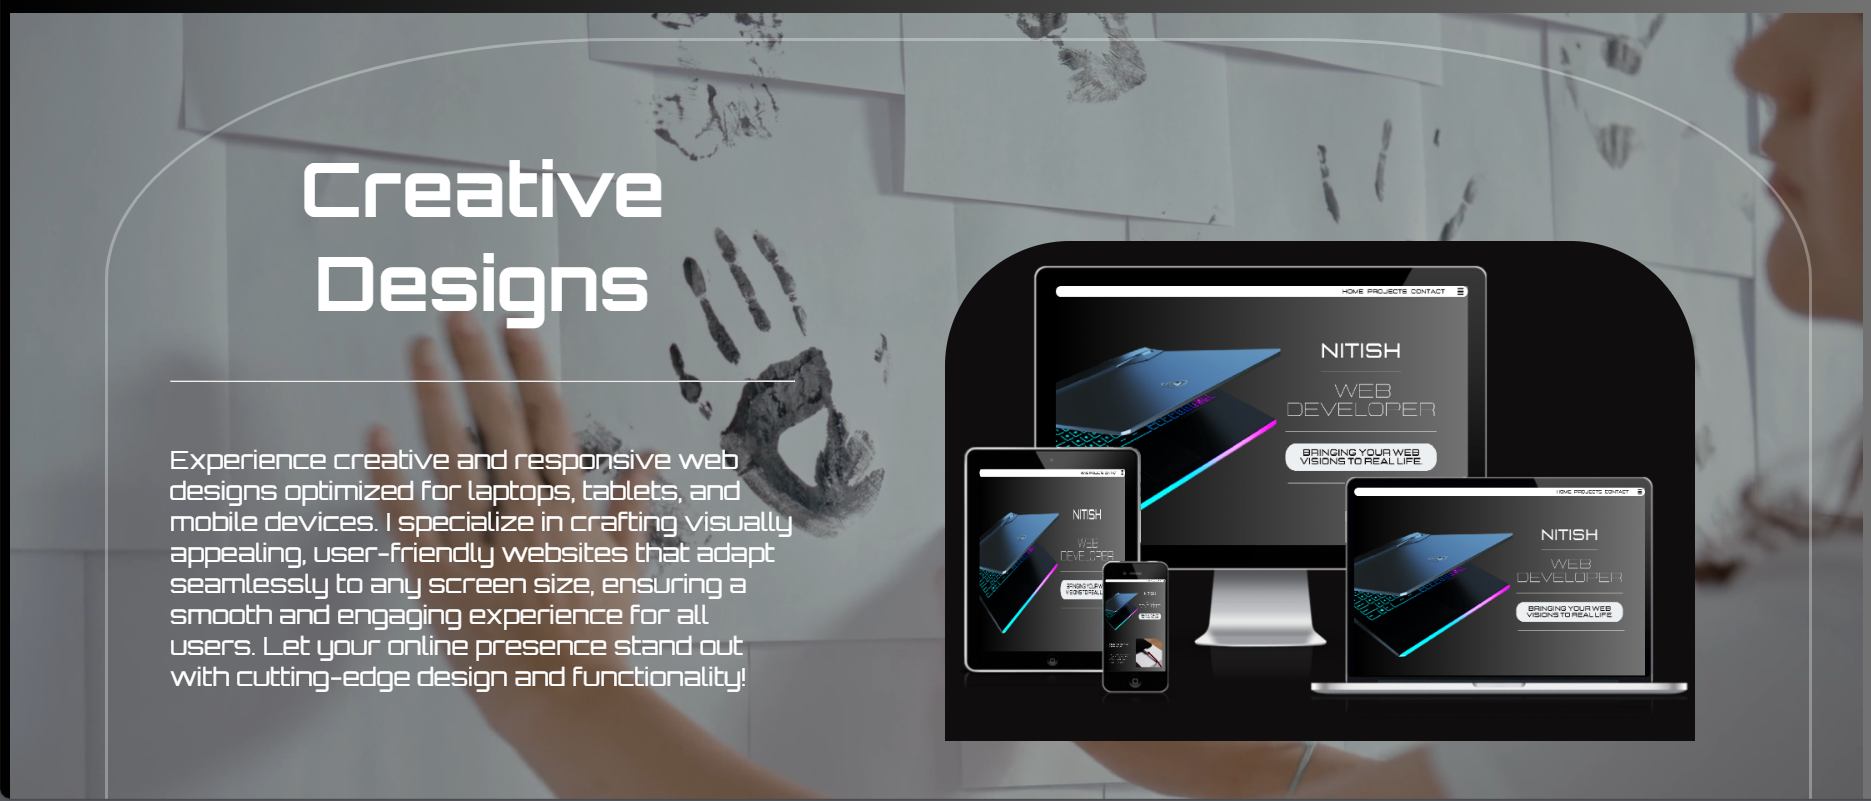 Creative
Designs
Experience creative and responsive web
designs optimized for laptops, tablets, and
mobile devices. I specialize in crafting visually
appealing, user-friendly websites that adapt
seamlessly to any screen size, ensuring a
smooth and engaging experience for all
users. Let your online presence stand out
with cutting-edge design and functionality!
HOME PROJECTS CONTACT
NITISH
WEB
DEVELOPER
BRINGING YOUR WEB
VISIONS TO REAL LIFE.
NITISH
WEB
DEVELOPER
HOME PROJECTS CONTACT
NITISH
WEB
DEVELOPER
BRINGING YOUR WEB
VISIONS TO REAL LIFE.